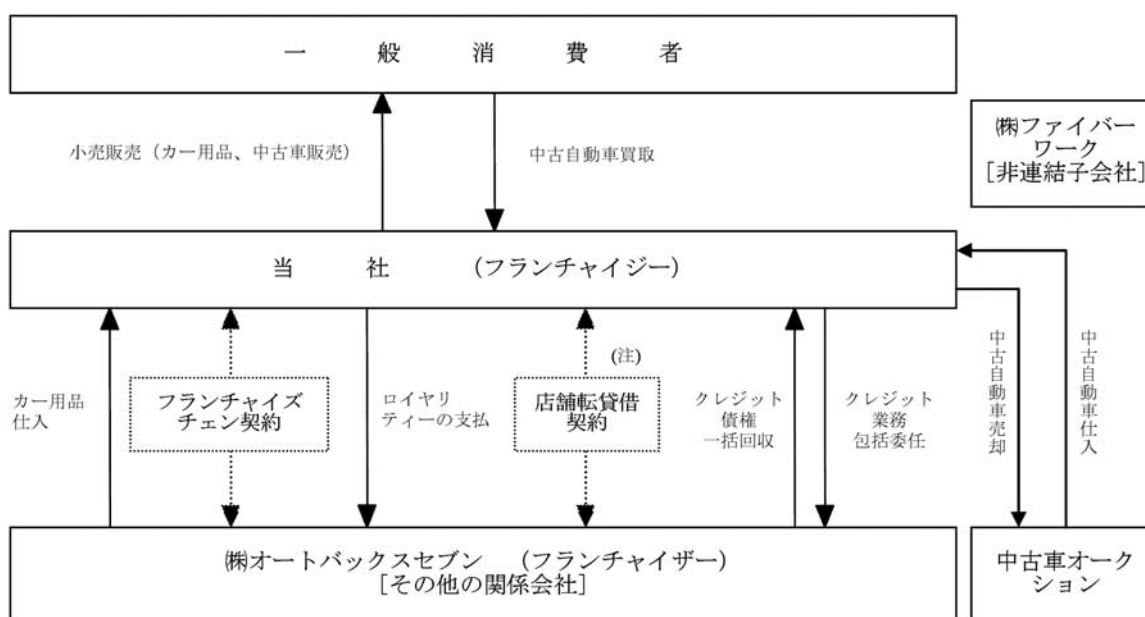 一般消費者
小売販売（カー用品、中古車販売）
中古自動車買取
㈱ファイバー
ワーク
［非連結子会社］
当社　（フランチャイジー）
カー用品
仕入
フランチャイズ
チェン契約
ロイヤリ
ティーの支払
(注)
店舗転貸借
契約
クレジット
債権
一括回収
クレジット
業務
包括委任
中古自動車売却
中古自動車仕入
㈱オートバックスセブン　（フランチャイザー）
［その他の関係会社］
中古車オーク
ション